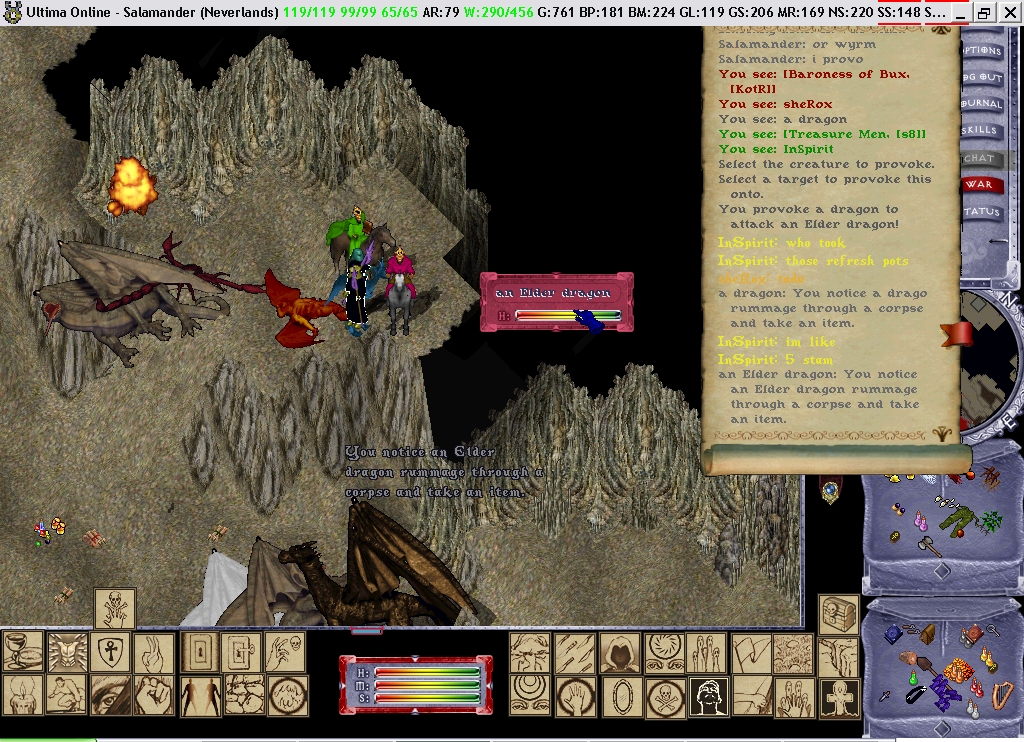 Ultima Online - Salamander (Neverlands) 119/119 99/99 65/65 AR:79 W:290/456 G:761 BP:181 BM:224 GL:119 GS:206 MR:169 NS:220 SS:148 S...
Salamander: or wyrm
Salamander: i provo
You see: [Baroness of Bux,
[KotR]]
You see: sheRox
You see: a dragon
You see: [Treasure Men, [s8]]
You see: InSpirit
Select the creature to provoke.
Select a target to provoke this
onto.
You provoke a dragon to
attack an Elder dragon!
InSpirit: who took
InSpirit: those refresh pots
a dragon: You notice a drago
rummage through a corpse
and take an item.
InSpirit: im like
InSpirit: 5 stam
an Elder dragon: You notice
an Elder dragon rummage
through a corpse and take
an item.
PTIONS
OG OUT
OURNAL
SKILLS
CHAT
WAR
TATUS
N
E
an Elder dragon
H:
You notice an Elder
dragon rummage through a
corpse and take an item.
H:
M:
S: